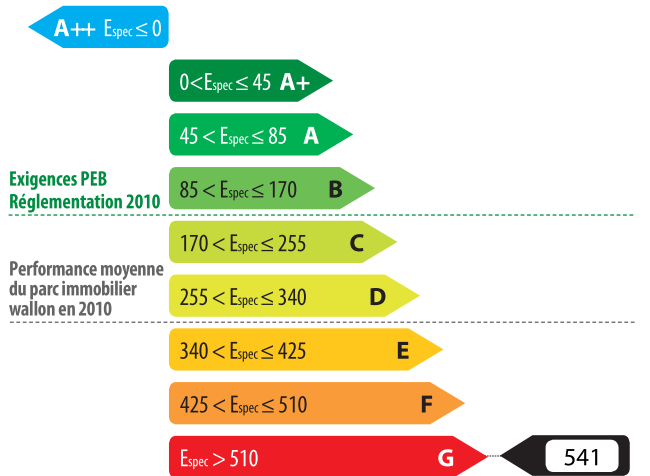 A++ Espec ≤ 0
0<Espec ≤ 45 A+
45 < Espec ≤ 85 A
Exigences PEB
Réglementation 2010
85 < Espec ≤ 170 B
170 < Espec ≤ 255 C
Performance moyenne
du parc immobilier
wallon en 2010
255 < Espec ≤ 340 D
340 < Espec ≤ 425 E
425 < Espec ≤ 510 F
Espec > 510 G 541